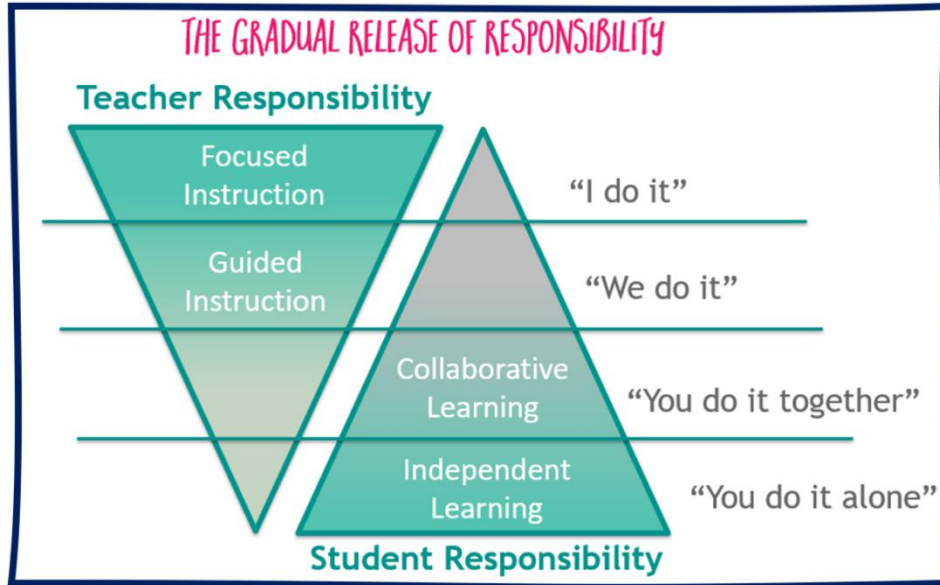 THE GRADUAL RELEASE OF RESPONSIBILITY
Teacher Responsibility
Focused
Instruction
“I do it”
Guided
Instruction
“We do it”
Collaborative
Learning
“You do it together”
Independent
Learning
“You do it alone”
Student Responsibility